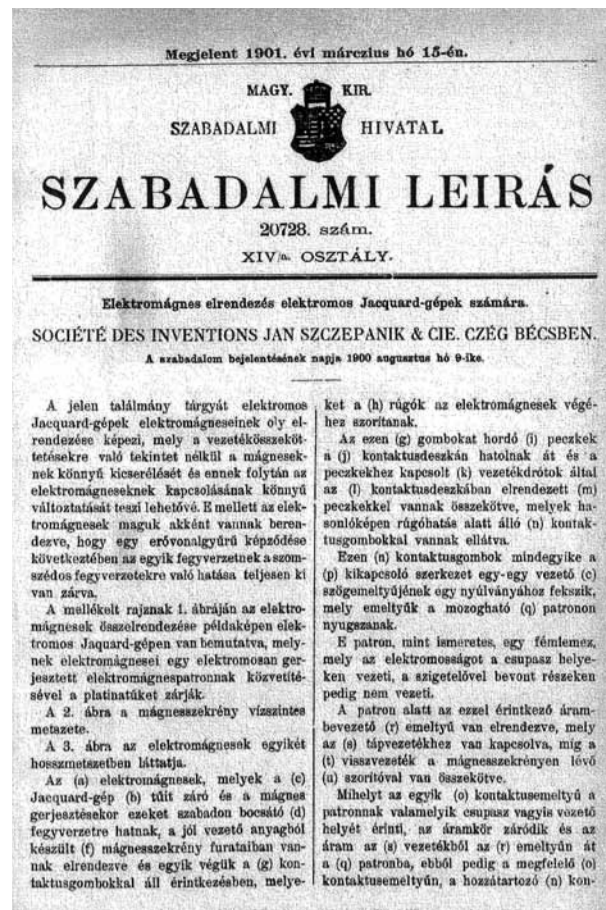 Megjelent 1901. évi márczius hó 15-én.
MAGY. KIR.
SZABADALMI HIVATAL
SZABADALMI LEIRÁS
20728. szám.
XIV/a. OSZTÁLY.
Elektromágnes elrendezés elektromos Jacquard-gépek számára.
SOCIÉTÉ DES INVENTIONS JAN SZCZEPANIK & CIE. CZÉG BÉCSBEN.
A szabadalom bejelentésének napja 1900 augusztus hó 9-ike.
A jelen találmány tárgyát elektromos
Jacquard-gépek elektromágneseinek oly el-
rendezése képezi, mely a vezetékösszeköt-
tetésekre való tekintet nélkül a mágnesek-
nek könnyű kicserélését és ennek folytán az
elektromágneseknek kapcsolásának könnyű
változtatását teszi lehetővé. E mellett az elek-
tromágnesek maguk akként vannak beren-
dezve, hogy egy erővonalgyűrű képződése
következtében az egyik fegyverzetnek a szom-
szédos fegyverzetekre való hatása teljesen ki
van zárva.
A mellékelt rajznak 1. ábráján az elektro-
mágnesek összelrendezése példaképen elek-
tromos Jaquard-gépen van bemutatva, mely-
nek elektromágnesei egy elektromosan ger-
jesztett elektromágnespatronnak közvetíté-
sével a platinatűket zárják.
A 2. ábra a mágnesszekrény vízszintes
metszete.
A 3. ábra az elektromágnesek egyikét
hosszmetszetben láttatja.
Az (a) elektromágnesek, melyek a (c)
Jacquard-gép (b) tűit záró és a mágnes
gerjesztésekor ezeket szabadon bocsátó (d)
fegyverzetre hatnak, a jól vezető anyagból
készült (f) mágnesszekrény furataiban van-
nak elrendezve és egyik végük a (g) kon-
taktusgombokkal áll érintkezésben, melye-
ket a (h) rúgók az elektromágnesek végé-
hez szorítanak.
Az ezen (g) gombokat hordó (i) peczkek
a (j) kontaktusdeszkán hatolnak át és a
peczkekhez kapcsolt (k) vezetékdrótok által
az (l) kontaktusdeszkában elrendezett (m)
peczkekkel vannak összekötve, melyek ha-
sonlóképen rúgóhatás alatt álló (n) kontak-
tusgombokkal vannak ellátva.
Ezen (n) kontaktusgombok mindegyike a
(p) kikapcsoló szerkezet egy-egy vezető (c)
szögemeltyűjének egy nyúlványához fekszik,
mely emeltyűk a mozogható (q) patronon
nyugszanak.
E patron, mint ismeretes, egy fémlemez,
mely az elektromosságot a csupasz helye-
ken vezeti, a szigetelővel bevont részeken
pedig nem vezeti.
A patron alatt az ezzel érintkező áram-
bevezető (r) emeltyű van elrendezve, mely
az (s) tápvezetékhez van kapcsolva, míg a
(t) visszvezeték a mágnesszekrényen lévő
(u) szorítóval van összekötve.
Mihelyt az egyik (o) kontaktusemeltyű a
patronnak valamelyik csupasz vagyis vezető
helyét érinti, az áramkör záródik és az
áram az (s) vezetékből az (r) emeltyűn át
a (q) patronba, ebből pedig a megfelelő (o)
kontaktusemeltyűn, a hozzátartozó (n) kon-